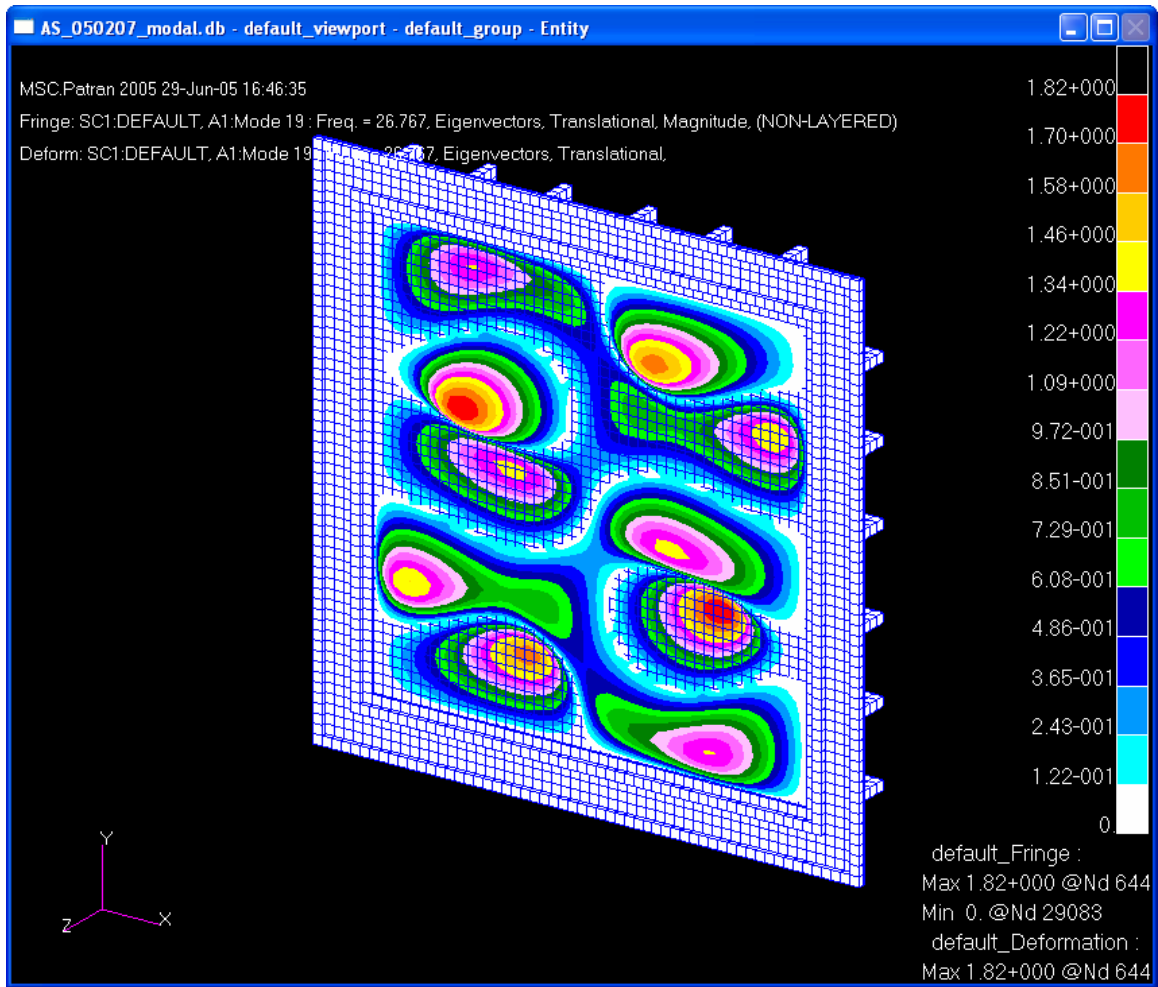 AS_050207_modal.db - default_viewport - default_group - Entity
MSC.Patran 2005 29-Jun-05 16:46:35
Fringe: SC1:DEFAULT, A1:Mode 19 : Freq. = 26.767, Eigenvectors, Translational, Magnitude, (NON-LAYERED)
Deform: SC1:DEFAULT, A1:Mode 19 Eigenvectors, Translational,
1.82+000
1.70+000
1.58+000
1.46+000
1.34+000
1.22+000
1.09+000
9.72-001
8.51-001
7.29-001
6.08-001
4.86-001
3.65-001
2.43-001
1.22-001
0.
default_Fringe :
Max 1.82+000 @Nd 644
Min 0. @Nd 29083
default_Deformation :
Max 1.82+000 @Nd 644
Y
Z
X